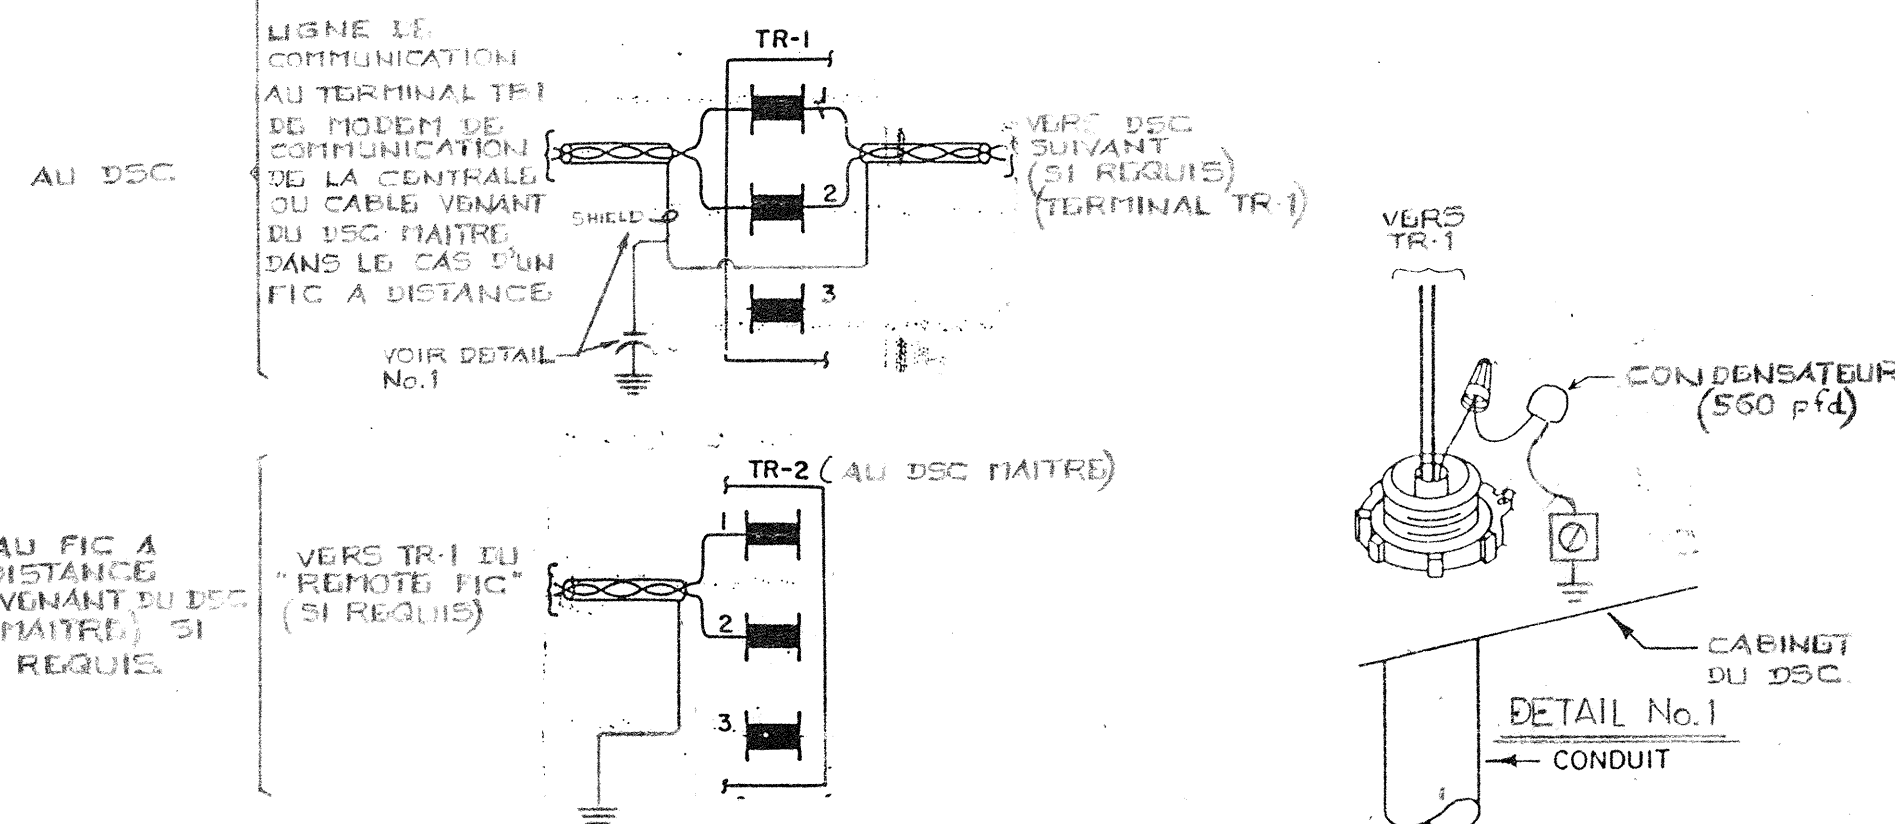 AU DSC
LIGNE DE
COMMUNICATION
AU TERMINAL TB1
DE MODEM DE
COMMUNICATION
DE LA CENTRALE
OU CABLE VENANT
DU DSC MAITRE
DANS LE CAS D'UN
FIC A DISTANCE
TR-1
1
2
3
SHIELD
VOIR DETAIL
No.1
VERS DSC
SUIVANT
(SI REQUIS)
(TERMINAL TR-1)
AU FIC A
DISTANCE
VENANT DU DSC
MAITRE) SI
REQUIS.
VERS TR-1 DU
"REMOTE FIC"
(SI REQUIS)
TR-2 (AU DSC MAITRE)
1
2
3
VERS
TR-1
CONDENSATEUR
(560 pfd)
CABINET
DU DSC.
DETAIL No.1
CONDUIT